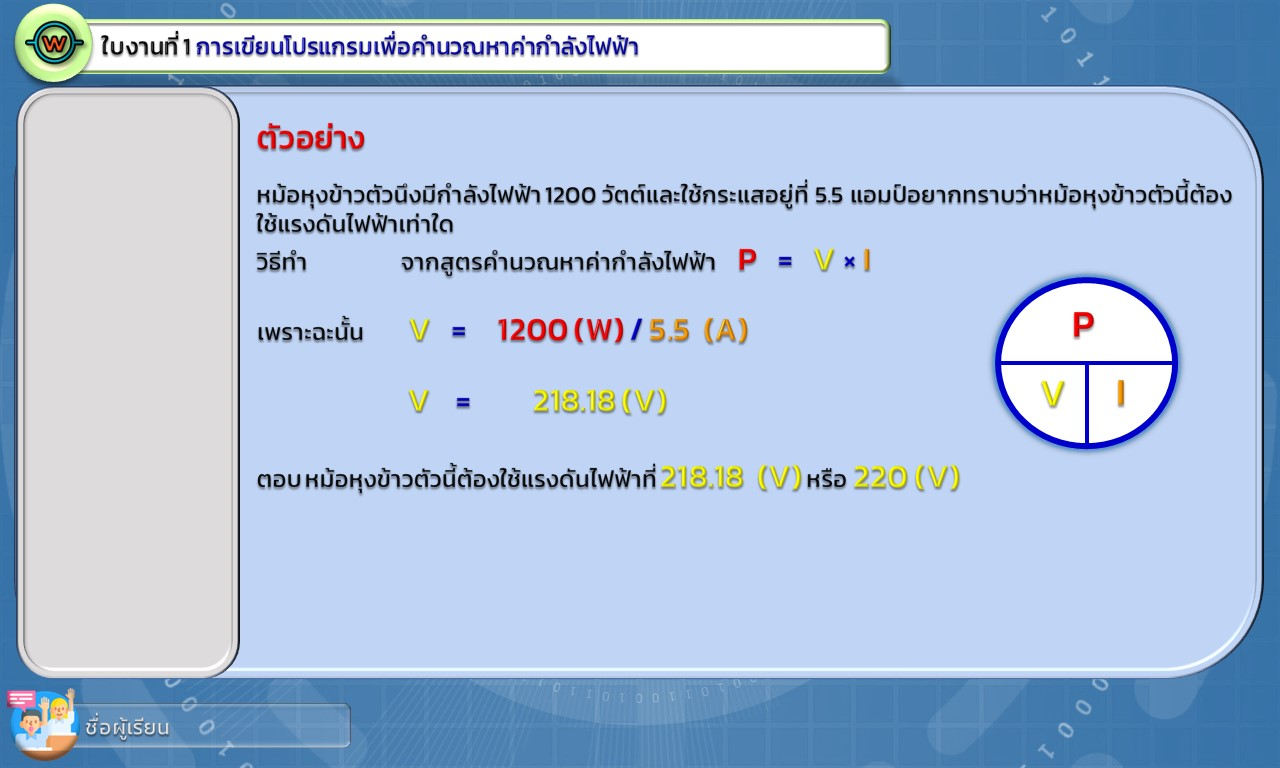 W
ใบงานที่ 1 การเขียนโปรแกรมเพื่อคำนวณหาค่ากำลังไฟฟ้า
ตัวอย่าง
หม้อหุงข้าวตัวนึงมีกำลังไฟฟ้า 1200 วัตต์และใช้กระแสอยู่ที่ 5.5 แอมป์อยากทราบว่าหม้อหุงข้าวตัวนี้ต้อง
ใช้แรงดันไฟฟ้าเท่าใด
วิธีทำ จากสูตรคำนวณหาค่ากำลังไฟฟ้า P = V × I
เพราะฉะนั้น V = 1200 (W) / 5.5 (A)
V = 218.18 (V)
ตอบ หม้อหุงข้าวตัวนี้ต้องใช้แรงดันไฟฟ้าที่ 218.18 (V) หรือ 220 (V)
P
V I
ชื่อผู้เรียน